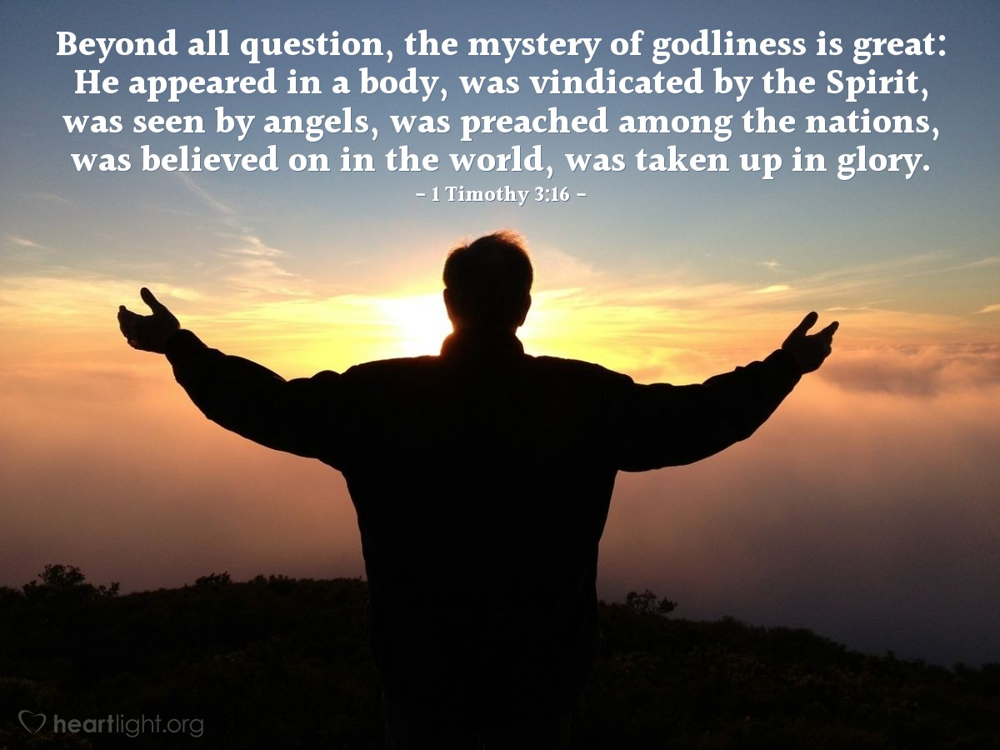 Beyond all question, the mystery of godliness is great:
He appeared in a body, was vindicated by the Spirit,
was seen by angels, was preached among the nations,
was believed on in the world, was taken up in glory.
- 1 Timothy 3:16 -
heartlight.org